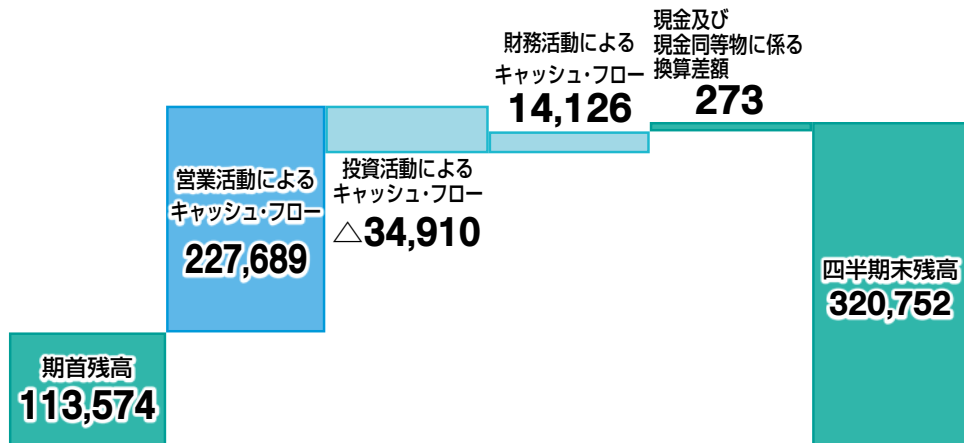 期首残高
113,574
営業活動による
キャッシュ・フロー
227,689
投資活動による
キャッシュ・フロー
△34,910
財務活動による
キャッシュ・フロー
14,126
現金及び
現金同等物に係る
換算差額
273
四半期末残高
320,752